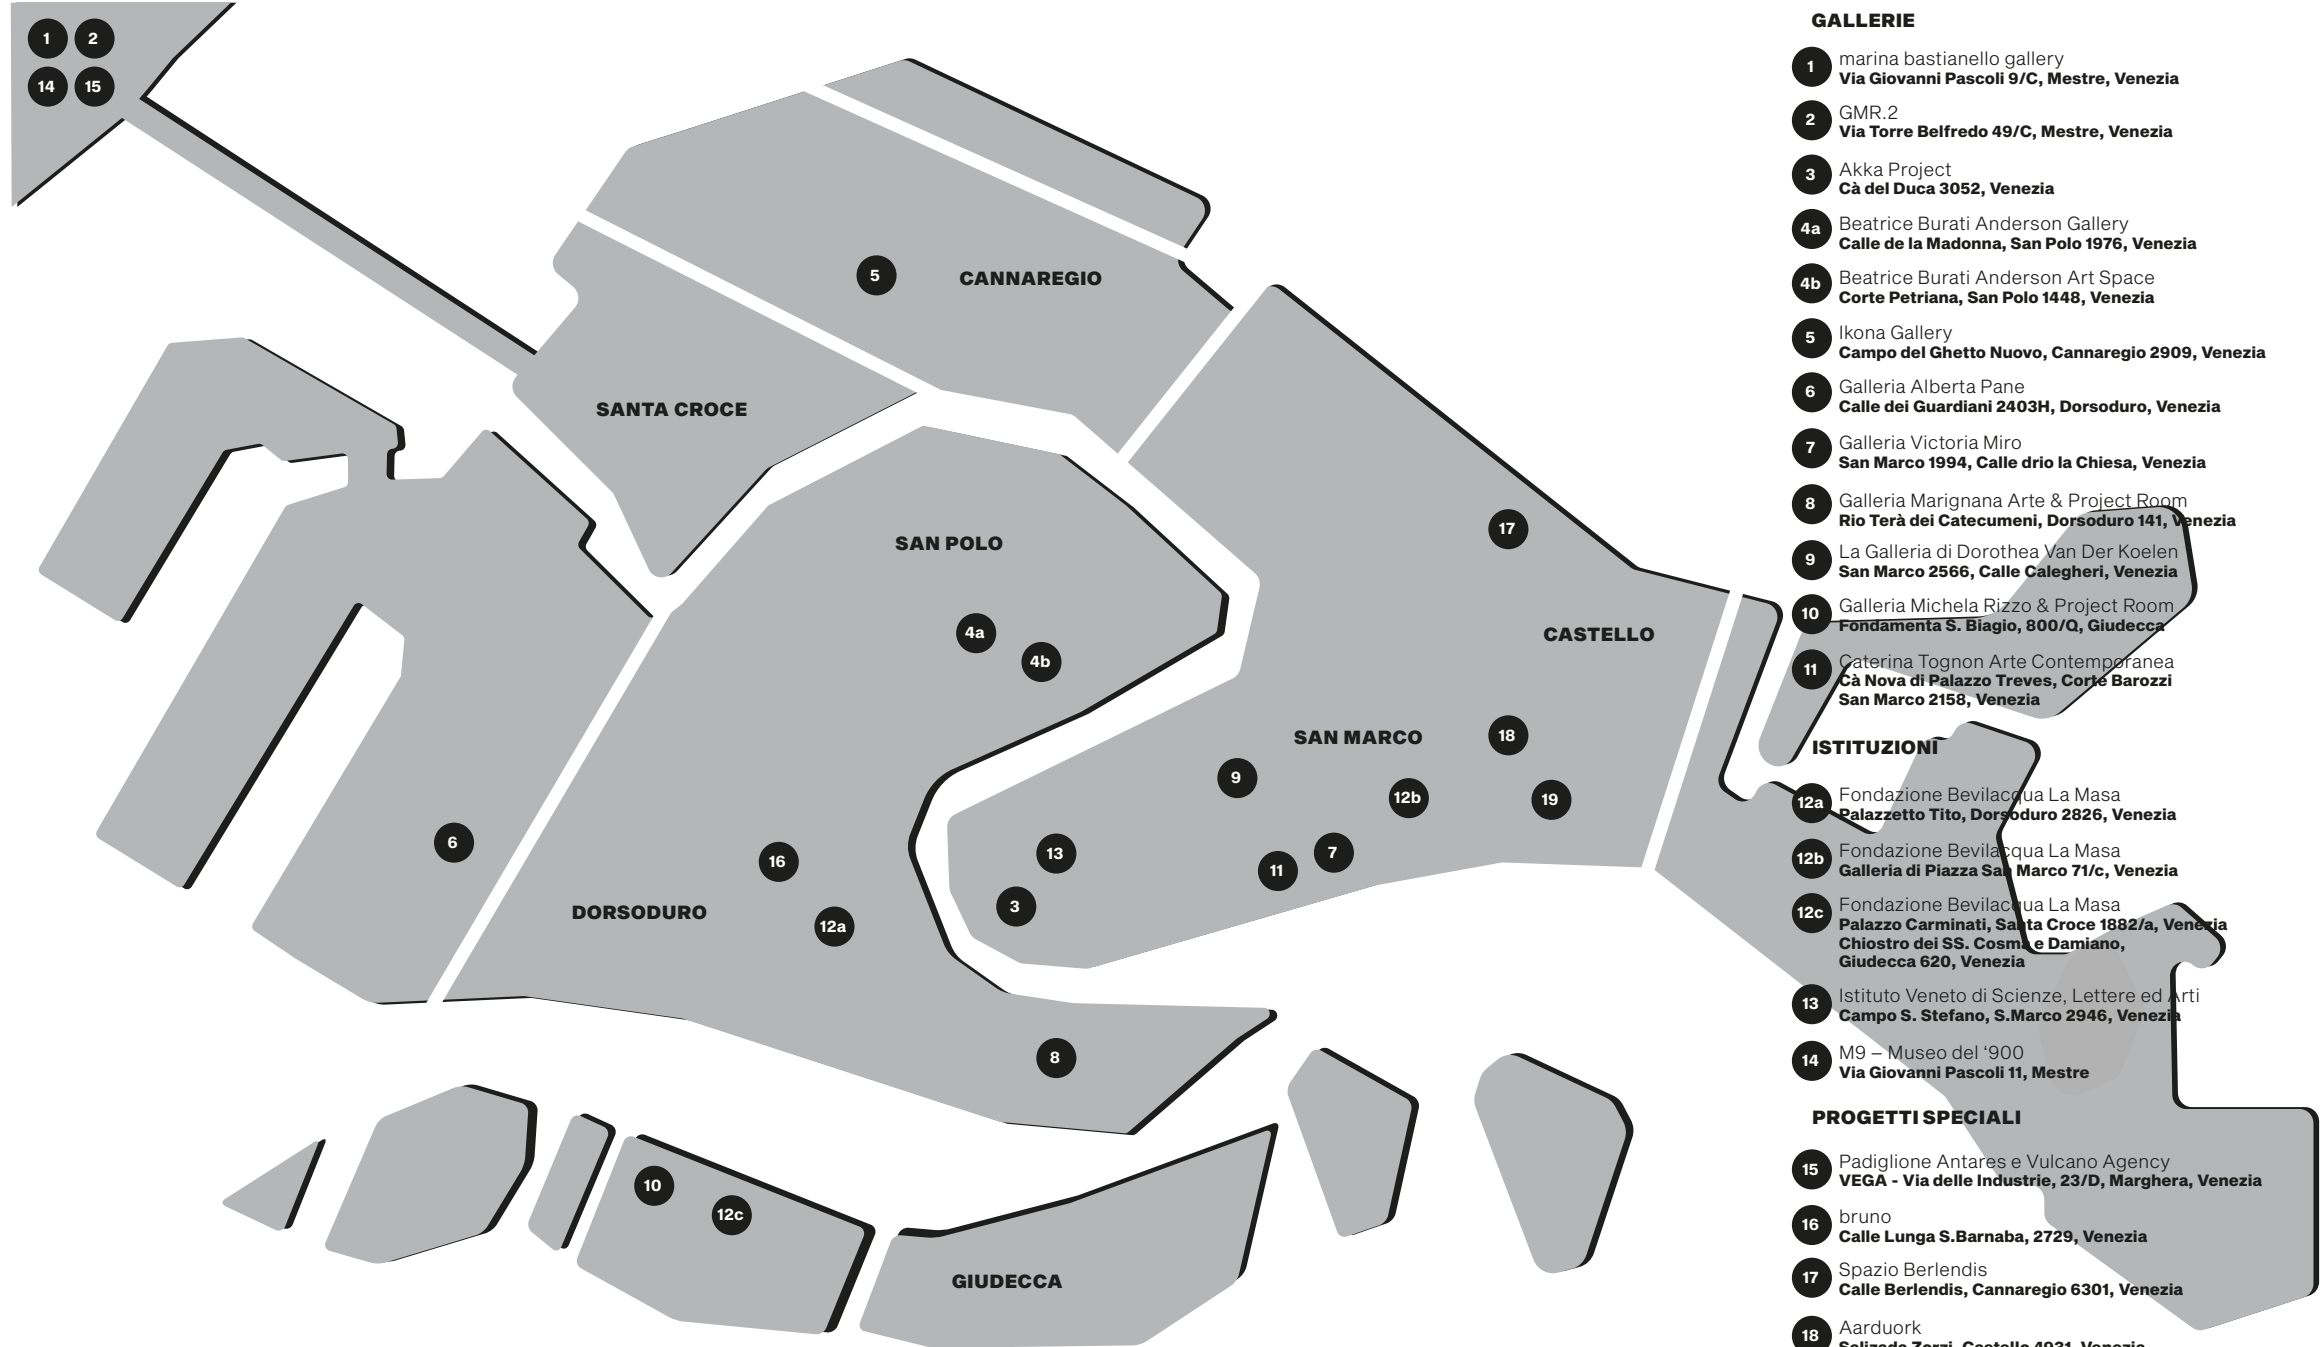 1 2
14 15
5
CANNAREGIO
SANTA CROCE
SAN POLO
17
4a
4b
CASTELLO
SAN MARCO
18
9
12b
19
6
16
13
11
7
3
DORSODURO
12a
8
10
12c
GIUDECCA
GALLERIE
1 marina bastianello gallery
Via Giovanni Pascoli 9/C, Mestre, Venezia
2 GMR.2
Via Torre Belfredo 49/C, Mestre, Venezia
3 Akka Project
Cà del Duca 3052, Venezia
4a Beatrice Burati Anderson Gallery
Calle de la Madonna, San Polo 1976, Venezia
4b Beatrice Burati Anderson Art Space
Corte Petriana, San Polo 1448, Venezia
5 Ikona Gallery
Campo del Ghetto Nuovo, Cannaregio 2909, Venezia
6 Galleria Alberta Pane
Calle dei Guardiani 2403H, Dorsoduro, Venezia
7 Galleria Victoria Miro
San Marco 1994, Calle drio la Chiesa, Venezia
8 Galleria Marignana Arte & Project Room
Rio Terà dei Catecumeni, Dorsoduro 141, Venezia
9 La Galleria di Dorothea Van Der Koelen
San Marco 2566, Calle Calegheri, Venezia
10 Galleria Michela Rizzo & Project Room
Fondamenta S. Biagio, 800/Q, Giudecca
11 Caterina Tognon Arte Contemporanea
Cà Nova di Palazzo Treves, Corte Barozzi
San Marco 2158, Venezia
ISTITUZIONI
12a Fondazione Bevilacqua La Masa
Palazzetto Tito, Dorsoduro 2826, Venezia
12b Fondazione Bevilacqua La Masa
Galleria di Piazza San Marco 71/c, Venezia
12c Fondazione Bevilacqua La Masa
Palazzo Carminati, Santa Croce 1882/a, Venezia
Chiostro dei SS. Cosma e Damiano,
Giudecca 620, Venezia
13 Istituto Veneto di Scienze, Lettere ed Arti
Campo S. Stefano, S.Marco 2946, Venezia
14 M9 – Museo del ‘900
Via Giovanni Pascoli 11, Mestre
PROGETTI SPECIALI
15 Padiglione Antares e Vulcano Agency
VEGA - Via delle Industrie, 23/D, Marghera, Venezia
16 bruno
Calle Lunga S.Barnaba, 2729, Venezia
17 Spazio Berlendis
Calle Berlendis, Cannaregio 6301, Venezia
18 Aarduork
Salizada Zorzi, Castello 4931, Venezia